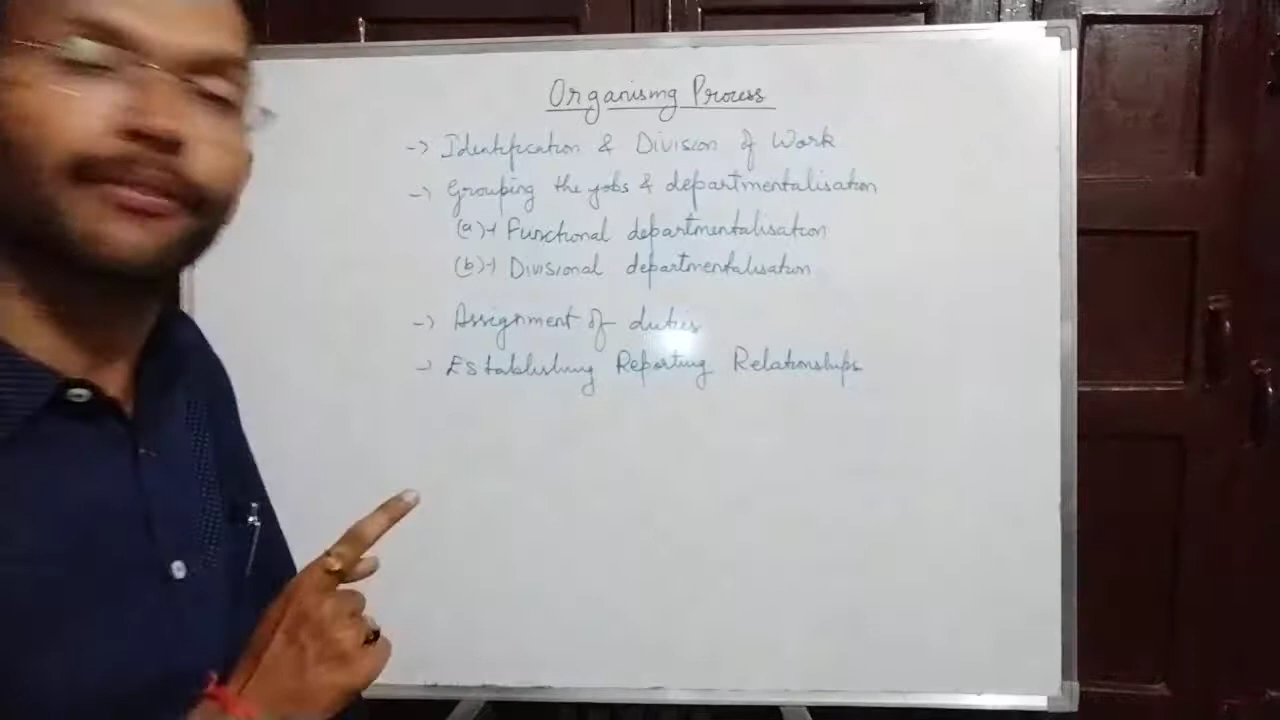 Organising Process
-> Identification & Division of Work
-> Grouping the jobs & departmentalisation
(a)-> Functional departmentalisation
(b)-> Divisional departmentalisation
-> Assignment of duties
-> Establishing Reporting Relationships